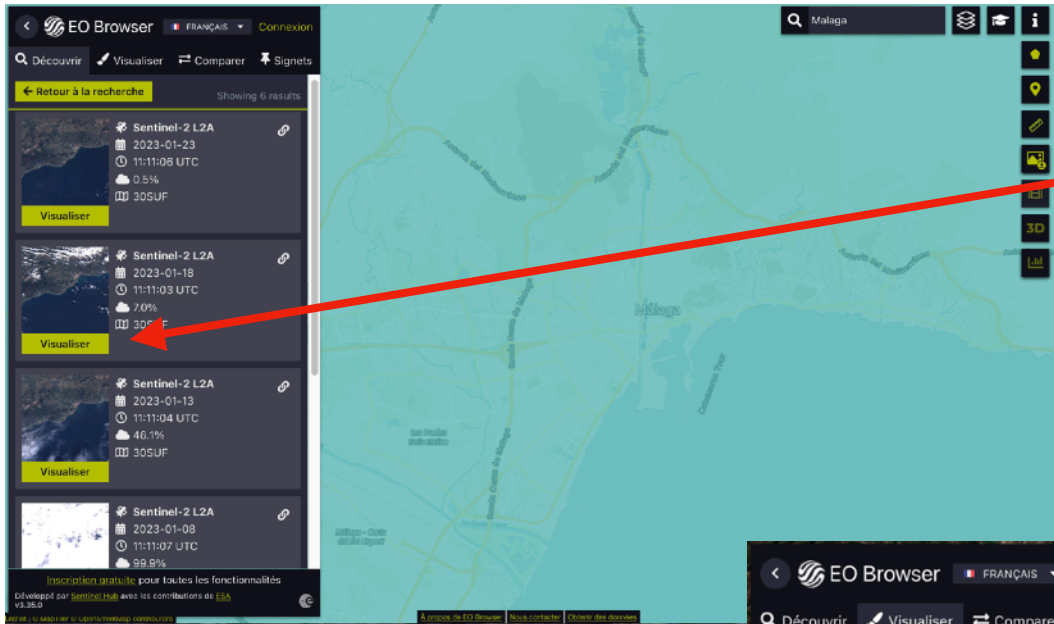 EO Browser FRANÇAIS Connexion
Découvrir Visualiser Comparer Signets
Retour à la recherche Showing 6 results
Sentinel-2 L2A
2023-01-23
11:11:06 UTC
0.5%
30SUF
Visualiser
Sentinel-2 L2A
2023-01-18
11:11:03 UTC
7.0%
Visualiser
Sentinel-2 L2A
2023-01-13
11:11:04 UTC
46.1%
30SUF
Visualiser
Sentinel-2 L2A
2023-01-08
11:11:07 UTC
99.9%
Inscription gratuite pour toutes les fonctionnalités
Développé par Sentinel Hub avec les contributions de ESA
v3.35.0
Malaga
i
3D
Málaga
À propos de EO Browser Nous contacter Obtenir des données
EO Browser FRANÇAIS
Découvrir Visualiser Compare